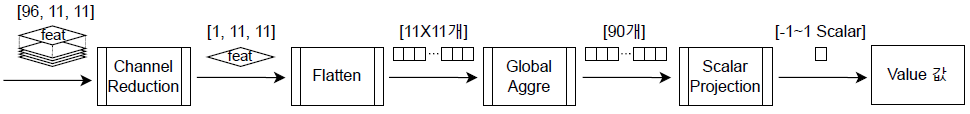 [96, 11, 11]
feat
Channel
Reduction
[1, 11, 11]
feat
Flatten
[11X11개]
...
Global
Aggre
[90개]
...
Scalar
Projection
[-1~1 Scalar]
Value 값